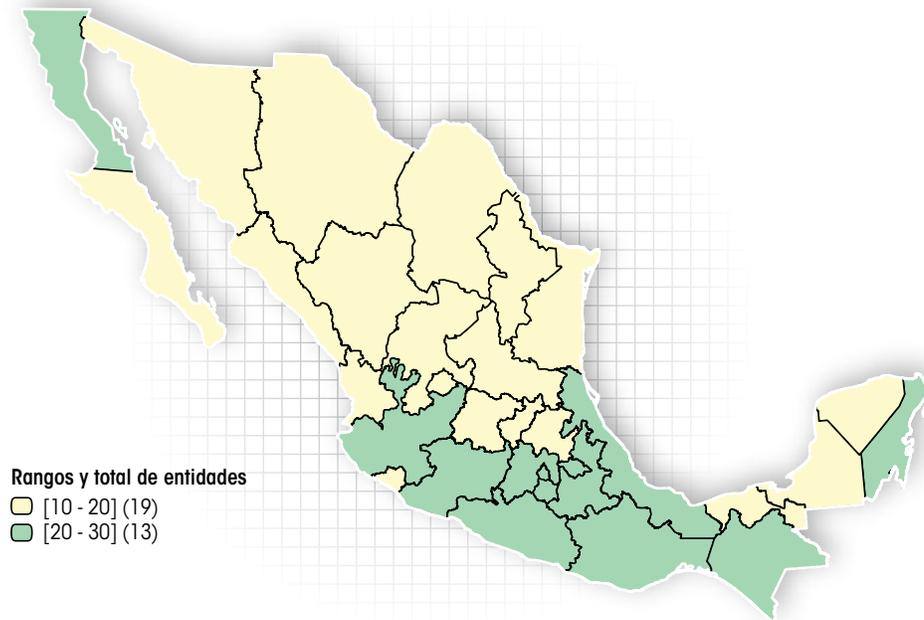 Rangos y total de entidades
[10 - 20] (19)
[20 - 30] (13)